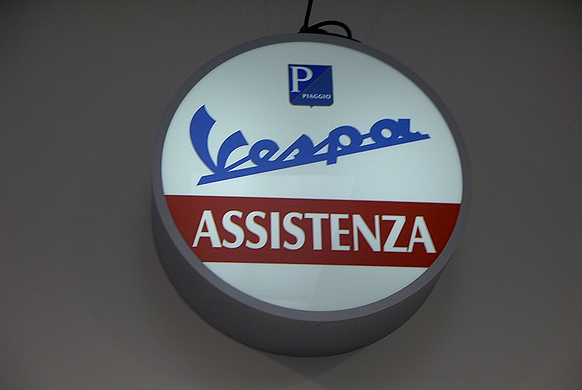 P
PIAGGIO
Vespa
ASSISTENZA